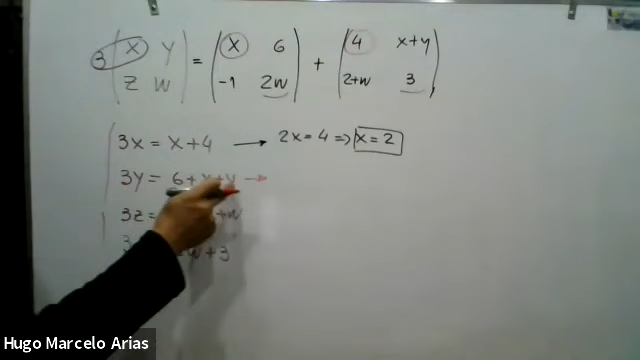 3 ( x y ) = ( x 6 ) + ( 4 x+y )
( z w ) ( -1 2w ) ( 2+w 3 ) ,
3x = x + 4 → 2x = 4 ⇒ x = 2
3y = 6 + x + y →
3z = + w
w + 3
Hugo Marcelo Arias